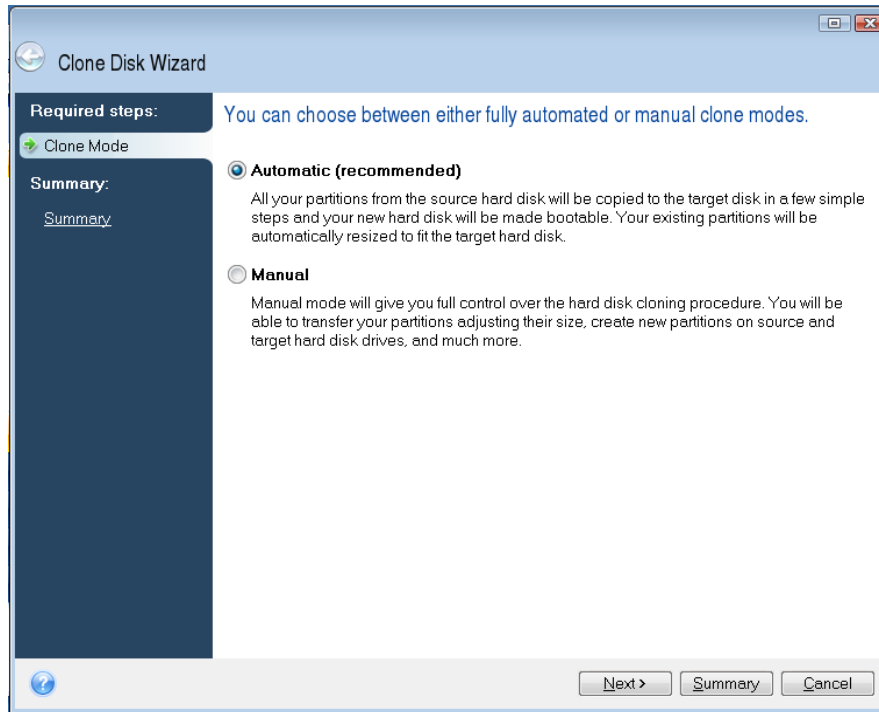 Clone Disk Wizard
Required steps:
Clone Mode
Summary:
Summary
You can choose between either fully automated or manual clone modes.
Automatic (recommended)
All your partitions from the source hard disk will be copied to the target disk in a few simple
steps and your new hard disk will be made bootable. Your existing partitions will be
automatically resized to fit the target hard disk.
Manual
Manual mode will give you full control over the hard disk cloning procedure. You will be
able to transfer your partitions adjusting their size, create new partitions on source and
target hard disk drives, and much more.
?
Next >
Summary
Cancel